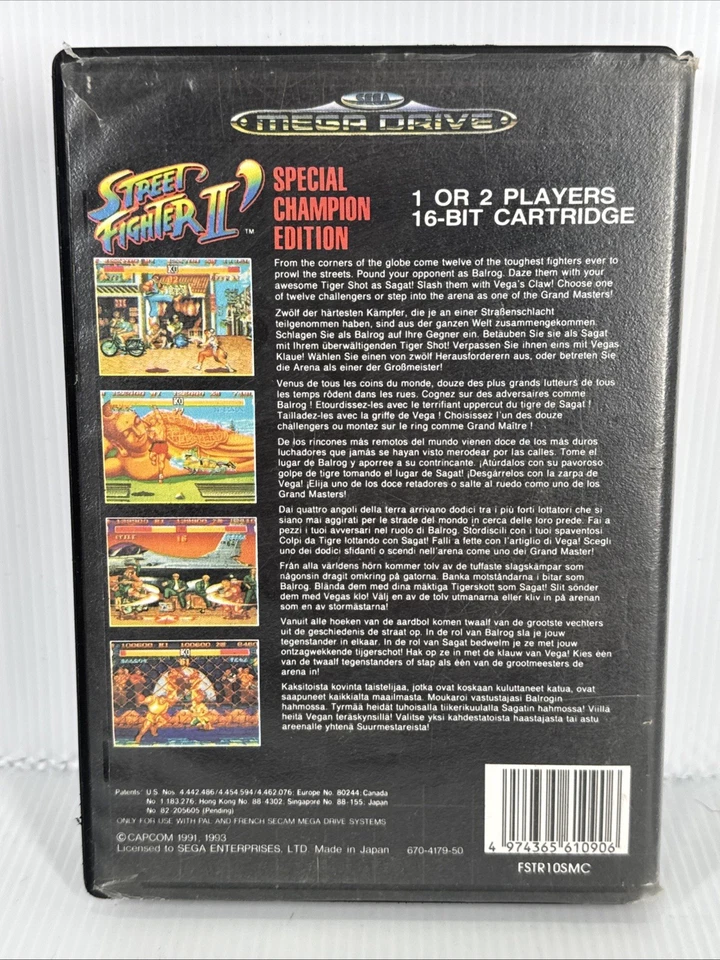 SEGA
MEGA DRIVE
STREET
FIGHTER II' ™
SPECIAL
CHAMPION
EDITION
1 OR 2 PLAYERS
16-BIT CARTRIDGE
From the corners of the globe come twelve of the toughest fighters ever to
prowl the streets. Pound your opponent as Balrog. Daze them with your
awesome Tiger Shot as Sagat! Slash them with Vega's Claw! Choose one
of twelve challengers or step into the arena as one of the Grand Masters!
Zwölf der härtesten Kämpfer, die je an einer Straßenschlacht
teilgenommen haben, sind aus der ganzen Welt zusammengekommen.
Schlagen Sie als Balrog auf Ihre Gegner ein. Betäuben Sie sie als Sagat
mit Ihrem überwältigenden Tiger Shot! Verpassen Sie ihnen eins mit Vegas
Klaue! Wählen Sie einen von zwölf Herausforderern aus, oder betreten Sie
die Arena als einer der Großmeister!
Venus de tous les coins du monde, douze des plus grands lutteurs de tous
les temps rôdent dans les rues. Cognez sur des adversaires comme
Balrog ! Etourdissez-les avec le terrifiant uppercut du tigre de Sagat !
Tailladez-les avec la griffe de Vega ! Choisissez l'un des douze
challengers ou montez sur le ring comme Grand Maître !
De los rincones más remotos del mundo vienen doce de los más duros
luchadores que jamás se hayan visto merodear por las calles. Tome el
lugar de Balrog y aporree a su contrincante. ¡Atúrdalos con su pavoroso
golpe de tigre tomando el lugar de Sagat! ¡Desgárrelos con la zarpa de
Vega! ¡Elija uno de los doce retadores o salte al ruedo como uno de los
Grand Masters!
Dai quattro angoli della terra arrivano dodici tra i più forti lottatori che si
siano mai aggirati per le strade del mondo in cerca delle loro prede. Fai a
pezzi i tuoi avversari nel ruolo di Balrog. Stordiscili con i tuoi spaventosi
Colpi da Tigre lottando con Sagat! Falli a fette con l'artiglio di Vega! Scegli
uno dei dodici sfidanti o scendi nell'arena come uno dei Grand Master!
Från alla världens hörn kommer tolv av de tuffaste slagskämpar som
någonsin dragit omkring på gatorna. Banka motståndarna i bitar som
Balrog. Blända dem med dina mäktiga Tigerskott som Sagat! Slit sönder
dem med Vegas klo! Välj en av de tolv utmanarna eller kliv in på arenan
som en av stormästarna!
Vanuit alle hoeken van de aardbol komen twaalf van de grootste vechters
uit de geschiedenis de straat op. In de rol van Balrog sla je jouw
tegenstander in elkaar. In de rol van Sagat bedwelm je ze met jouw
ontzagwekkende tijgerschot! Hak op ze in met de klauw van Vega! Kies één
van de twaalf tegenstanders of stap als één van de grootmeesters de
arena in!
Kaksitoista kovinta taistelijaa, jotka ovat koskaan kuluttaneet katua, ovat
saapuneet kaikkialta maailmasta. Moukaroi vastustajasi Balrogin
hahmossa. Tyrmää heidät tuhoisalla tiikerikuulalla Sagatin hahmossa! Viillä
heitä Vegan teräskynsillä! Valitse yksi kahdestatoista haastajasta tai astu
areenalle yhtenä Suurmestareista!
Patents: U.S. Nos. 4,442,486/4,454,594/4,462,076; Europe No. 80244; Canada
No. 1,183,276; Hong Kong No. 88-4302; Singapore No. 88-155; Japan
No. 82-205605 (Pending)
ONLY FOR USE WITH PAL AND FRENCH SECAM MEGA DRIVE SYSTEMS
© CAPCOM 1991, 1993
Licensed to SEGA ENTERPRISES, LTD. Made in Japan 670-4179-50
4 974365 610906
FSTR10SMC